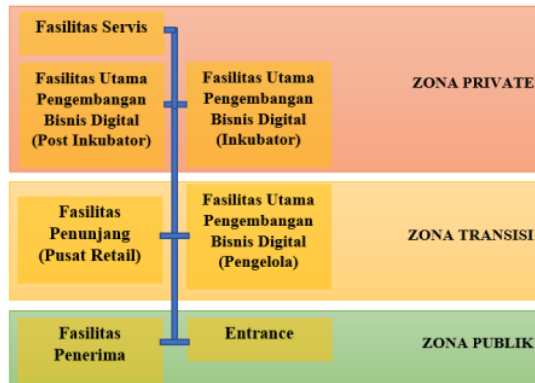 Fasilitas Servis
Fasilitas Utama
Pengembangan
Bisnis Digital
(Post Inkubator)
Fasilitas Utama
Pengembangan
Bisnis Digital
(Inkubator)
ZONA PRIVATE
Fasilitas
Penunjang
(Pusat Retail)
Fasilitas Utama
Pengembangan
Bisnis Digital
(Pengelola)
ZONA TRANSISI
Fasilitas
Penerima
Entrance
ZONA PUBLIK